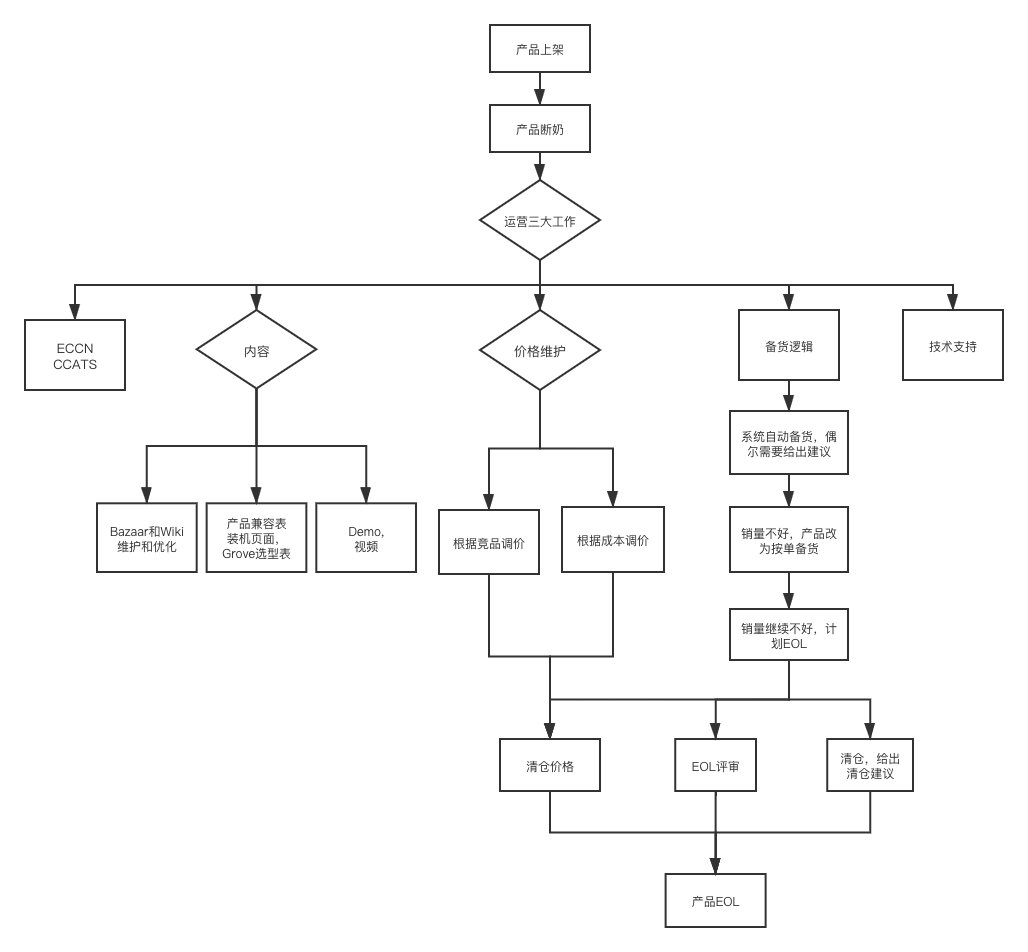 产品上架
产品断奶
运营三大工作
ECCN
CCATS
内容
价格维护
备货逻辑
技术支持
系统自动备货，偶
尔需要给出建议
Bazaar和Wiki
维护和优化
产品兼容表
装机页面，
Grove选型表
Demo,
视频
根据竞品调价
根据成本调价
销量不好，产品改
为按单备货
销量继续不好，计
划EOL
清仓价格
EOL评审
清仓，给出
清仓建议
产品EOL